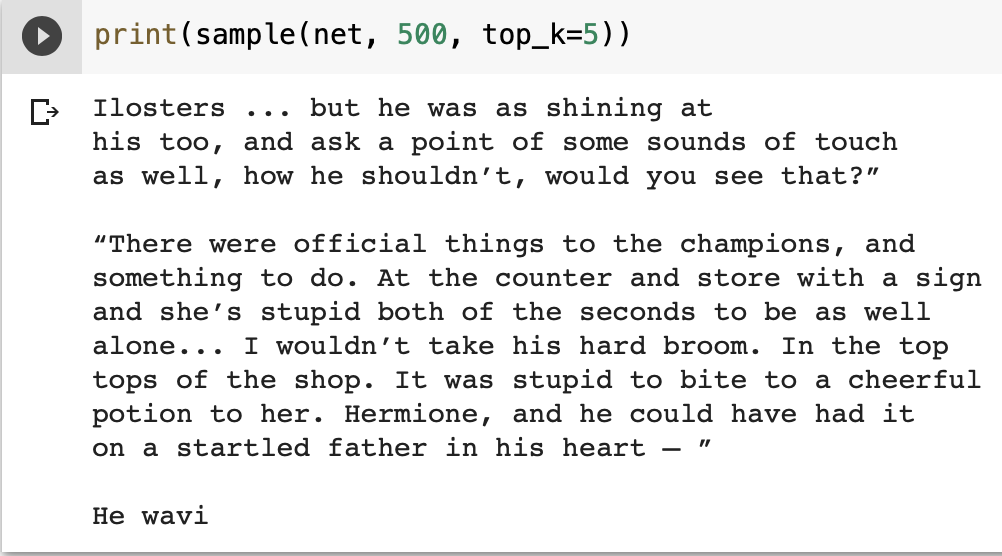 print(sample(net, 500, top_k=5))
Ilosters ... but he was as shining at
his too, and ask a point of some sounds of touch
as well, how he shouldn’t, would you see that?”
“There were official things to the champions, and
something to do. At the counter and store with a sign
and she’s stupid both of the seconds to be as well
alone... I wouldn’t take his hard broom. In the top
tops of the shop. It was stupid to bite to a cheerful
potion to her. Hermione, and he could have had it
on a startled father in his heart — ”
He wavi